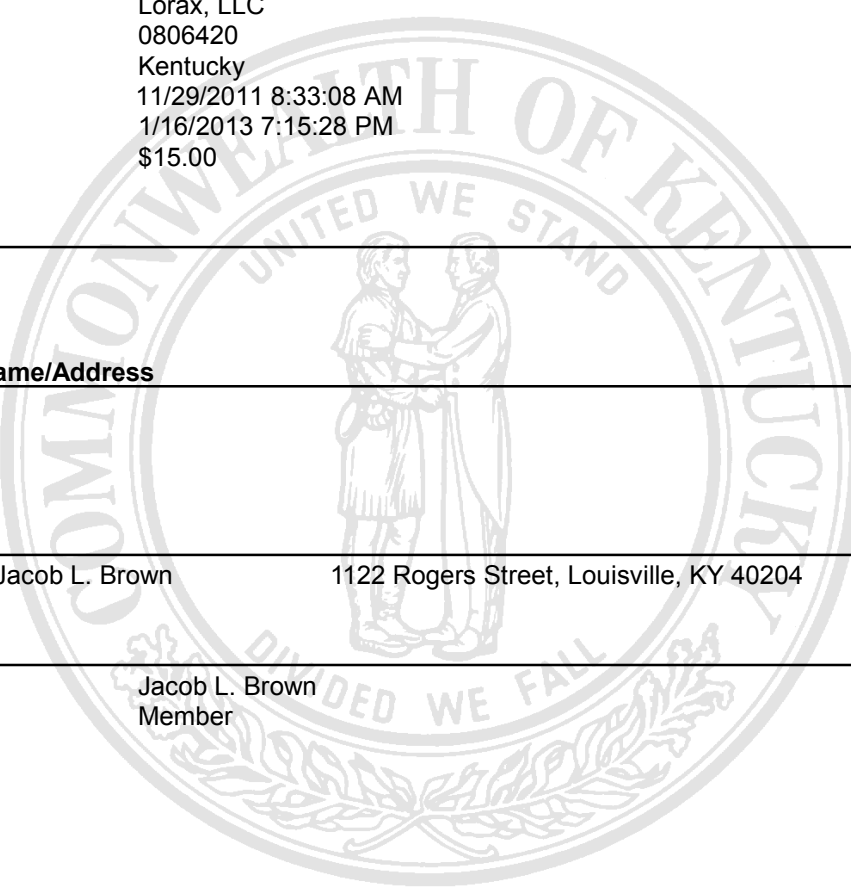 Lorax, LLC
0806420
Kentucky
11/29/2011 8:33:08 AM
1/16/2013 7:15:28 PM
$15.00
ame/Address
Jacob L. Brown 1122 Rogers Street, Louisville, KY 40204
Jacob L. Brown
Member
COMMONWEALTH OF KENTUCKY
UNITED WE STAND
DIVIDED WE FALL